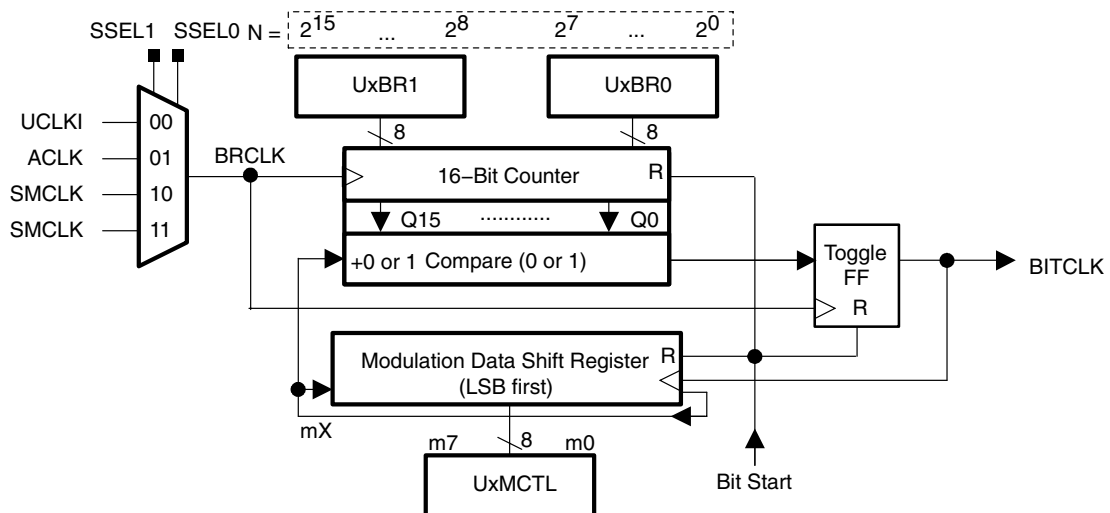 SSEL1 SSEL0 N = 2^15 ... 2^8 2^7 ... 2^0
UxBR1 UxBR0
8 8
UCLKI 00
ACLK 01
SMCLK 10
SMCLK 11
BRCLK
16-Bit Counter R
Q15 ............ Q0
+0 or 1 Compare (0 or 1)
Toggle
FF
R
BITCLK
Modulation Data Shift Register R
(LSB first)
mX
m7 8 m0
UxMCTL
Bit Start